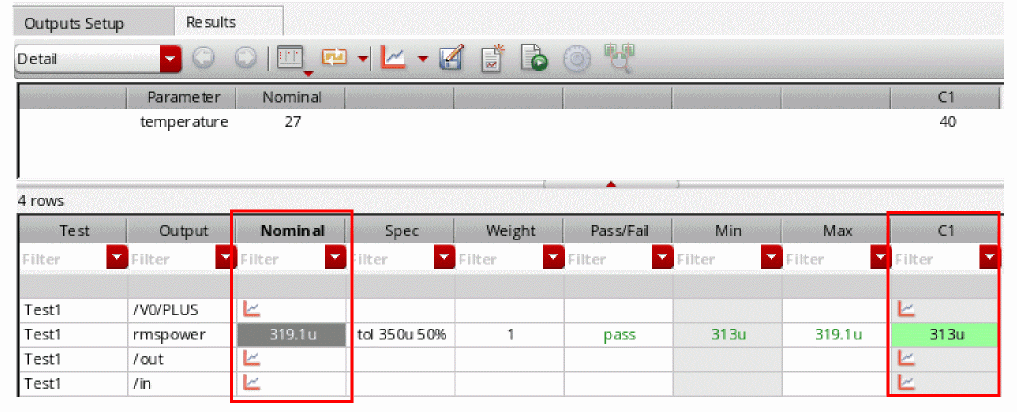 Outputs Setup Results
Detail
Parameter Nominal C1
temperature 27 40
4 rows
Test Output Nominal Spec Weight Pass/Fail Min Max C1
Filter Filter Filter Filter Filter Filter Filter Filter Filter
Test1 /V0/PLUS
Test1 rmspower 319.1u tol 350u 50% 1 pass 313u 319.1u 313u
Test1 /out
Test1 /in